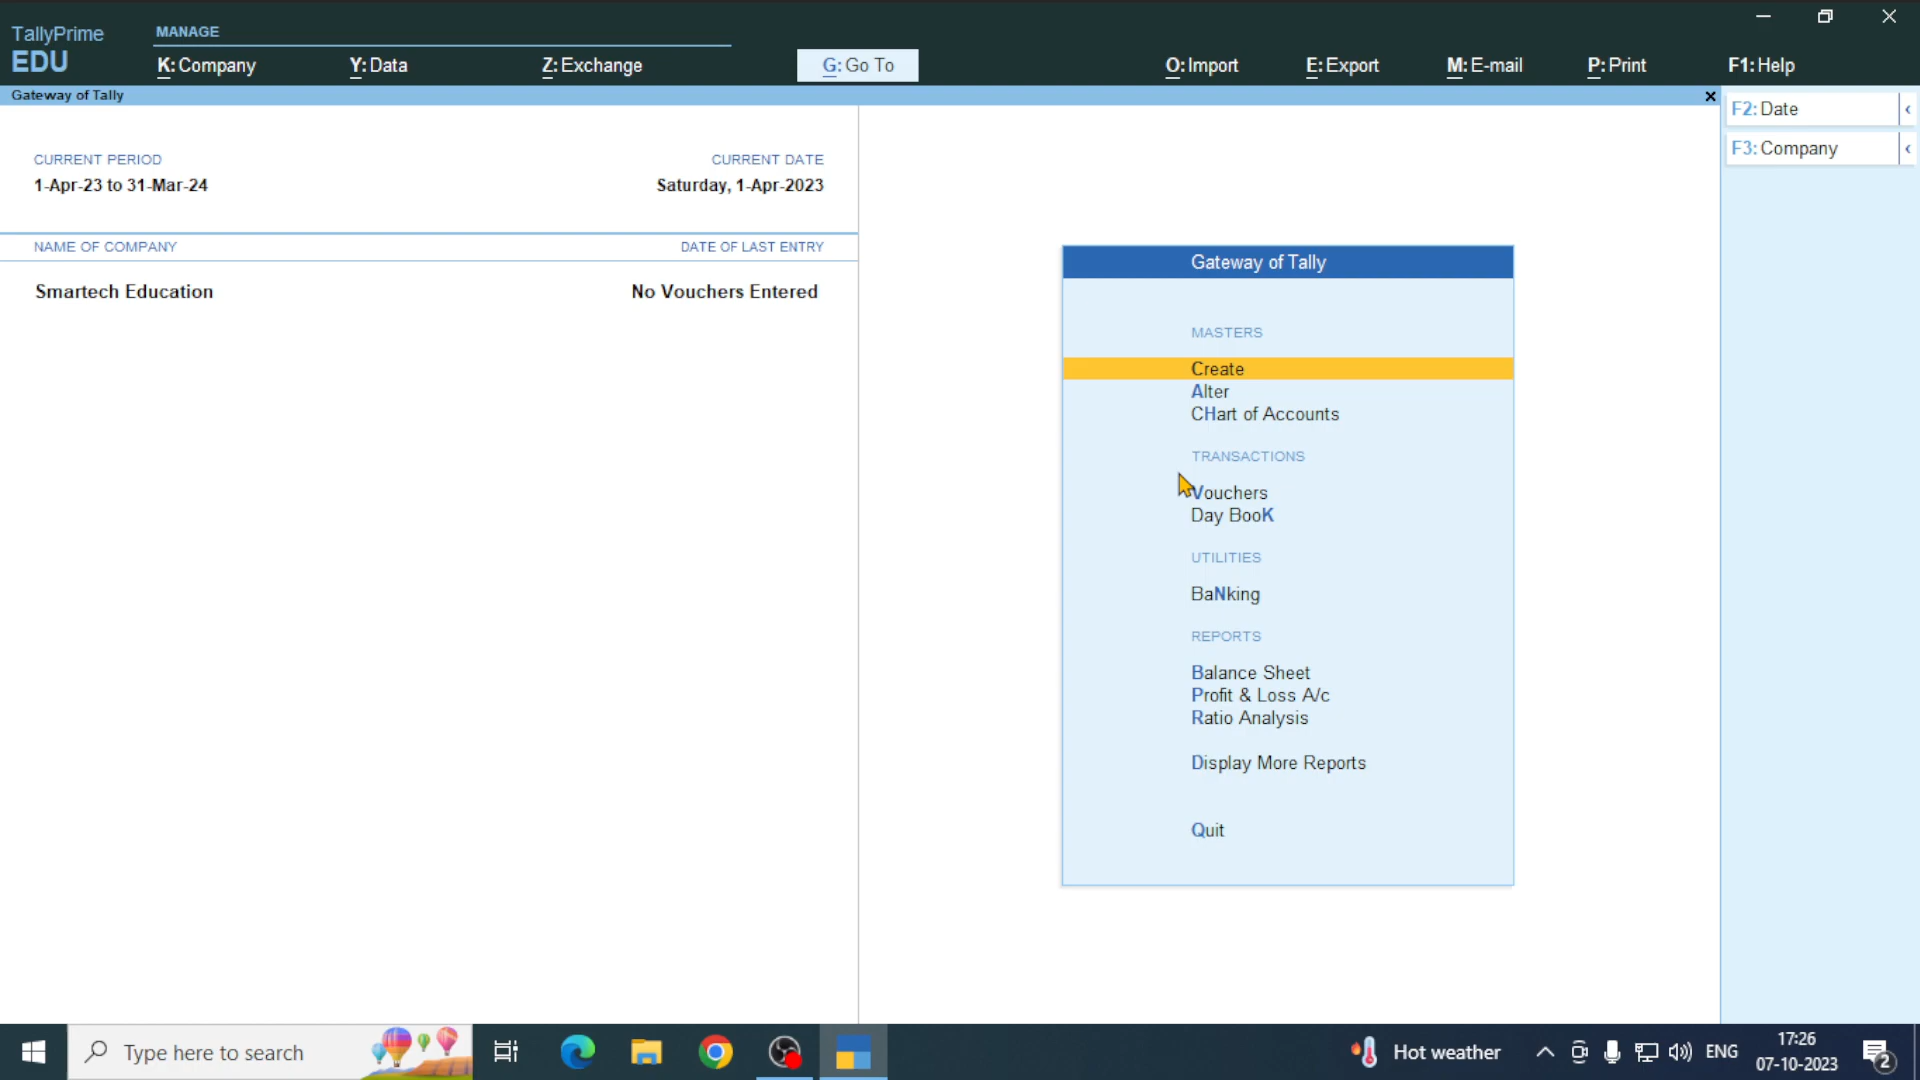 TallyPrime
EDU
MANAGE
K: Company
Y: Data
Z: Exchange
G: Go To
O: Import
E: Export
M: E-mail
P: Print
F1: Help
Gateway of Tally
F2: Date
F3: Company
CURRENT PERIOD
CURRENT DATE
1-Apr-23 to 31-Mar-24
Saturday, 1-Apr-2023
NAME OF COMPANY
DATE OF LAST ENTRY
Smartech Education
No Vouchers Entered
Gateway of Tally
MASTERS
Create
Alter
CHart of Accounts
TRANSACTIONS
Vouchers
Day BooK
UTILITIES
BaNking
REPORTS
Balance Sheet
Profit & Loss A/c
Ratio Analysis
Display More Reports
Quit
Type here to search
Hot weather
ENG
17:26
07-10-2023
2